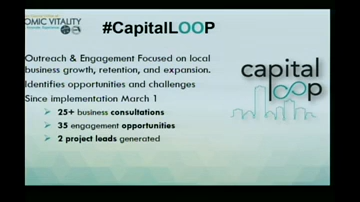 OMIC VITALITY
#CapitalLOOP
Outreach & Engagement Focused on local
business growth, retention, and expansion.
Identifies opportunities and challenges
Since implementation March 1
25+ business consultations
35 engagement opportunities
2 project leads generated
capital
loop